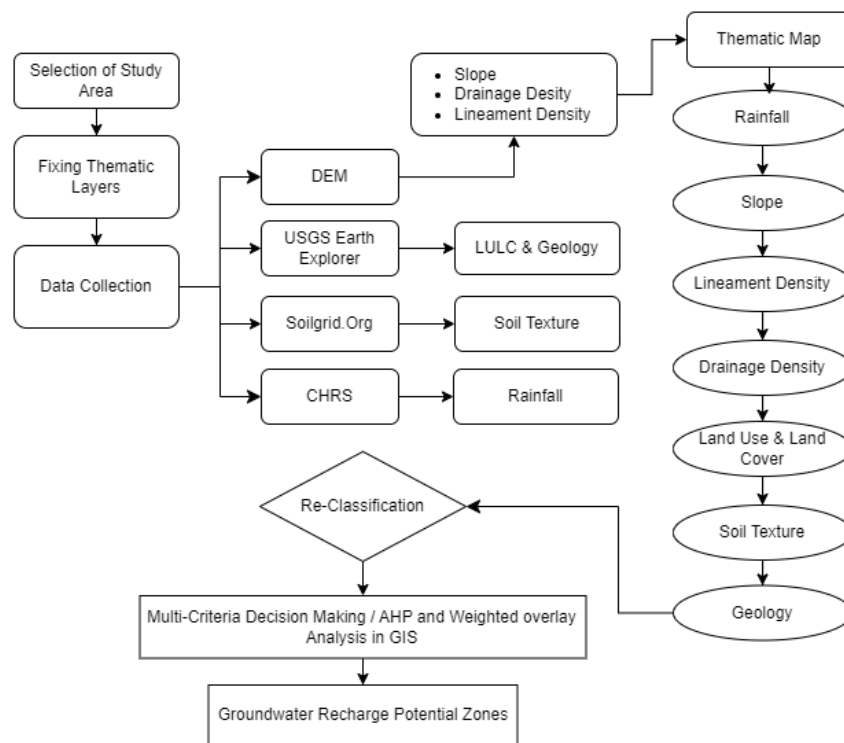 Selection of Study
Area
Fixing Thematic
Layers
Data Collection
DEM
USGS Earth
Explorer
Soilgrid.Org
CHRS
• Slope
• Drainage Desity
• Lineament Density
LULC & Geology
Soil Texture
Rainfall
Thematic Map
Rainfall
Slope
Lineament Density
Drainage Density
Land Use & Land
Cover
Soil Texture
Geology
Re-Classification
Multi-Criteria Decision Making / AHP and Weighted overlay
Analysis in GIS
Groundwater Recharge Potential Zones